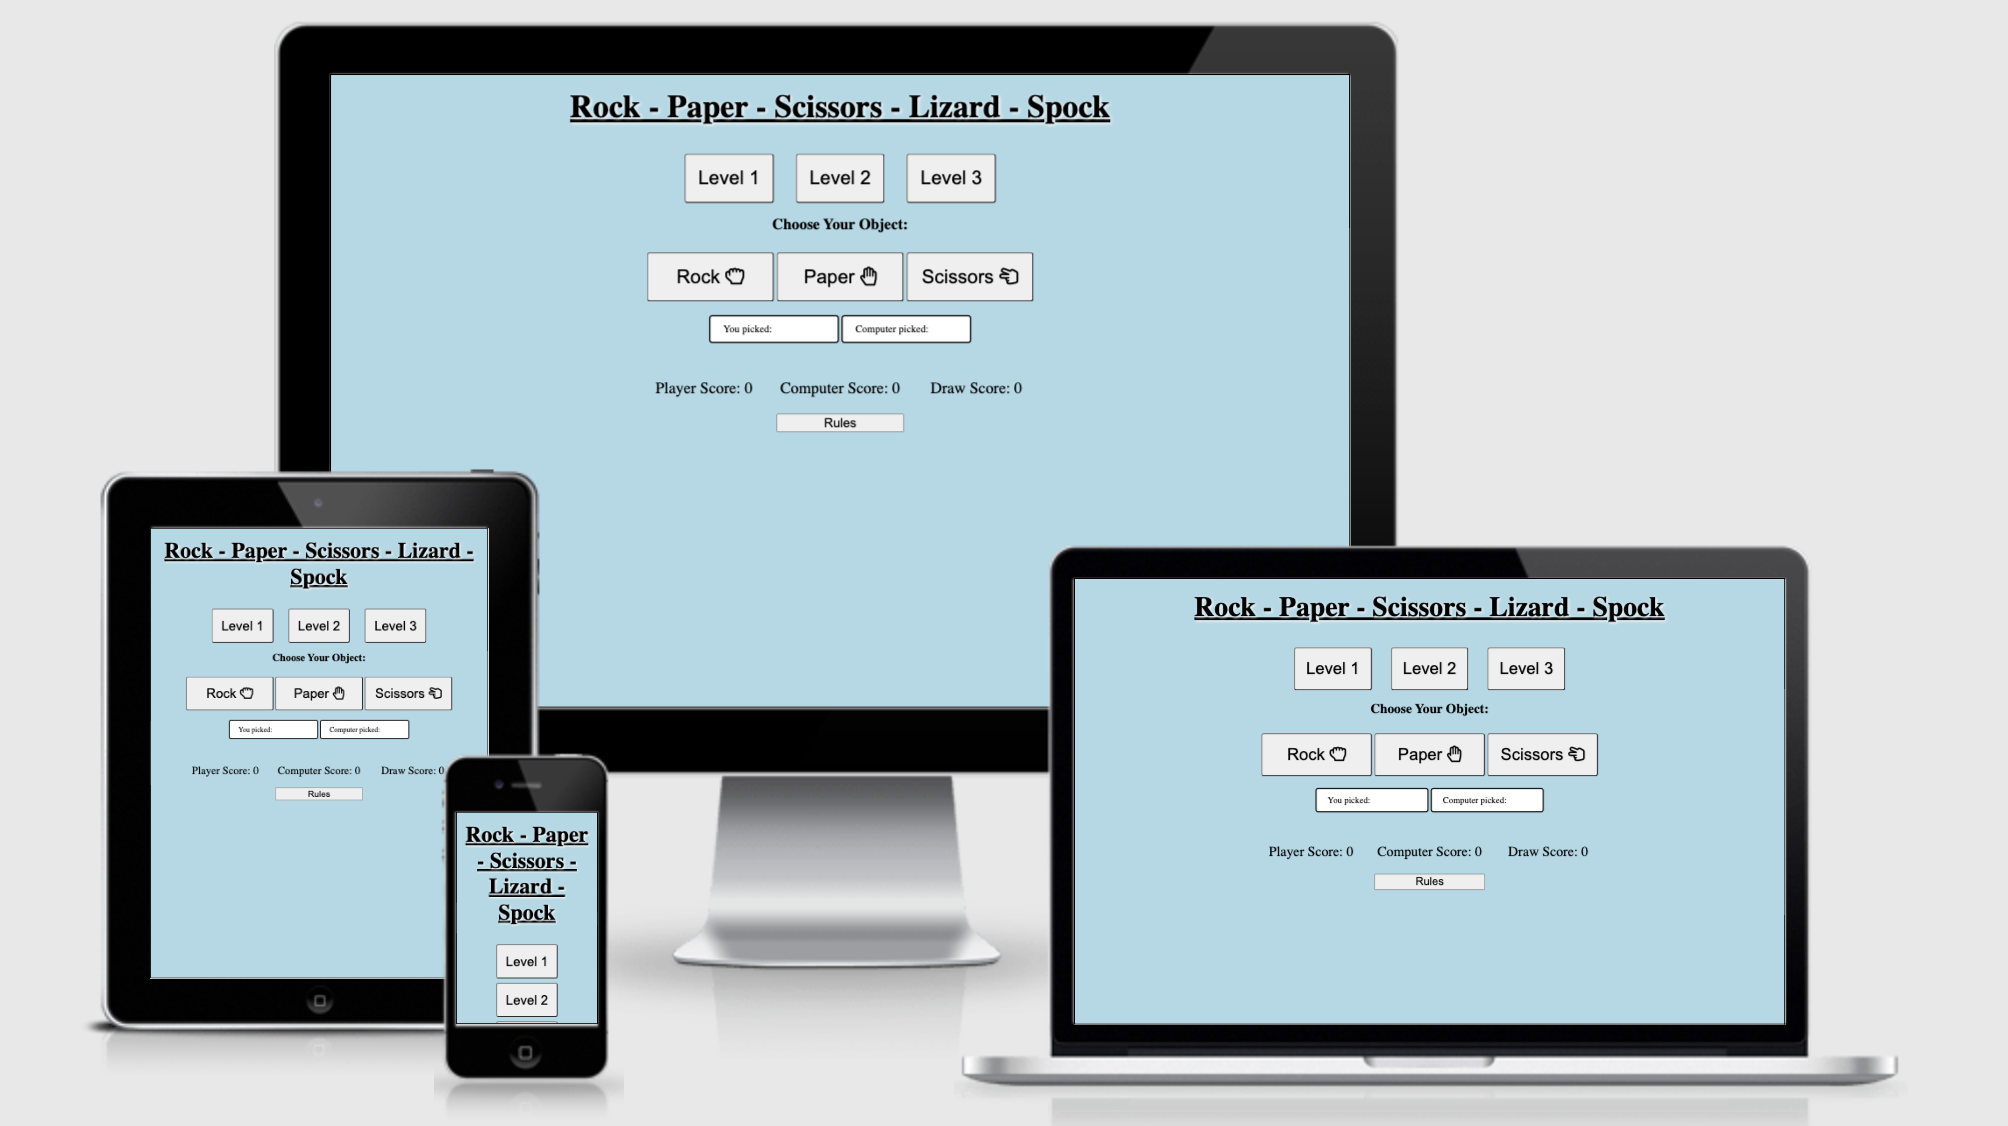 Rock - Paper - Scissors - Lizard - Spock
Level 1 Level 2 Level 3
Choose Your Object:
Rock Paper Scissors
You picked: Computer picked:
Player Score: 0 Computer Score: 0 Draw Score: 0
Rules
Rock - Paper - Scissors - Lizard -
Spock
Level 1 Level 2 Level 3
Choose Your Object:
Rock Paper Scissors
You picked: Computer picked:
Player Score: 0 Computer Score: 0 Draw Score: 0
Rules
Rock - Paper
- Scissors -
Lizard -
Spock
Level 1
Level 2
Rock - Paper - Scissors - Lizard - Spock
Level 1 Level 2 Level 3
Choose Your Object:
Rock Paper Scissors
You picked: Computer picked:
Player Score: 0 Computer Score: 0 Draw Score: 0
Rules